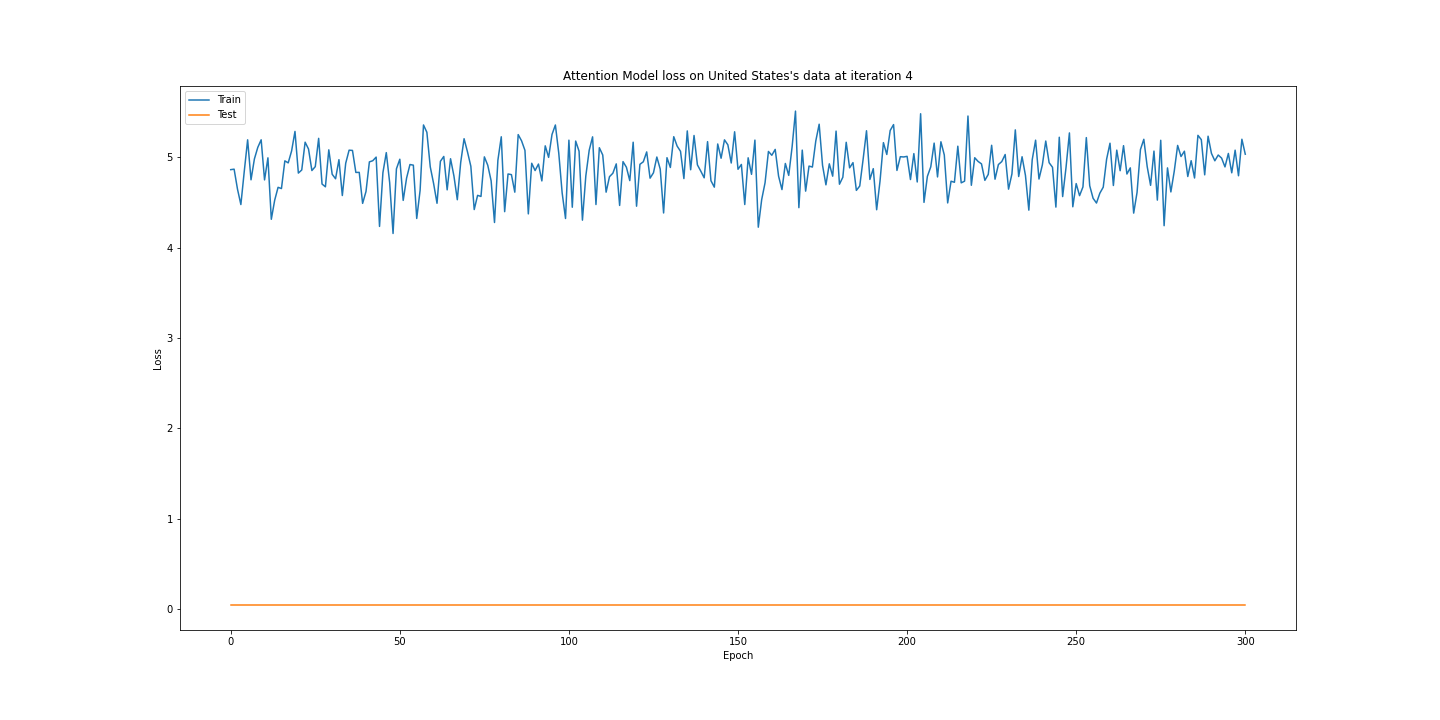 Attention Model loss on United States's data at iteration 4
Train
Test
5
4
3
2
1
0
Loss
0 50 100 150 200 250 300
Epoch